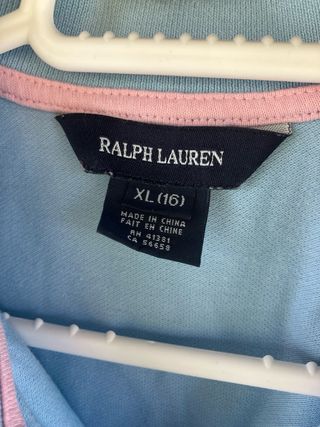 RALPH LAUREN
XL (16)
MADE IN CHINA
FAIT EN CHINE
RN 41381
CA 56658